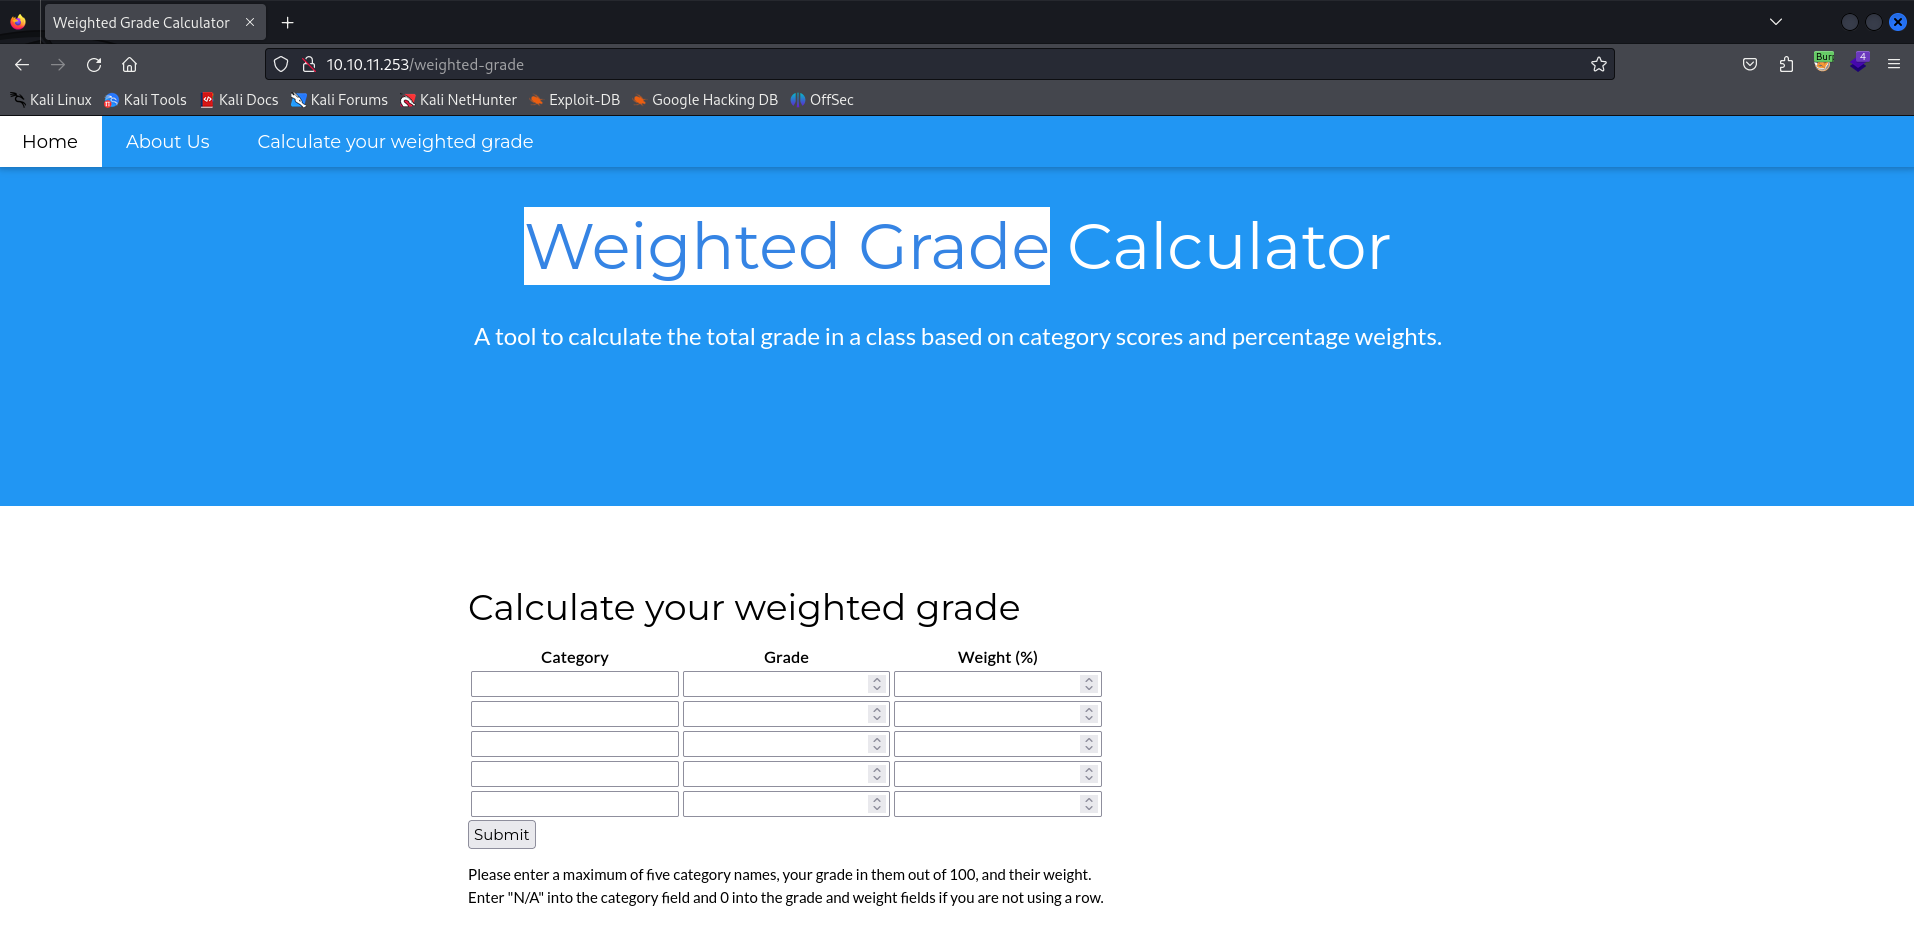 Weighted Grade Calculator
10.10.11.253/weighted-grade
Burr
4
Kali Linux Kali Tools Kali Docs Kali Forums Kali NetHunter Exploit-DB Google Hacking DB OffSec
Home About Us Calculate your weighted grade
Weighted Grade Calculator
A tool to calculate the total grade in a class based on category scores and percentage weights.
Calculate your weighted grade
Category Grade Weight (%)
Submit
Please enter a maximum of five category names, your grade in them out of 100, and their weight.
Enter "N/A" into the category field and 0 into the grade and weight fields if you are not using a row.